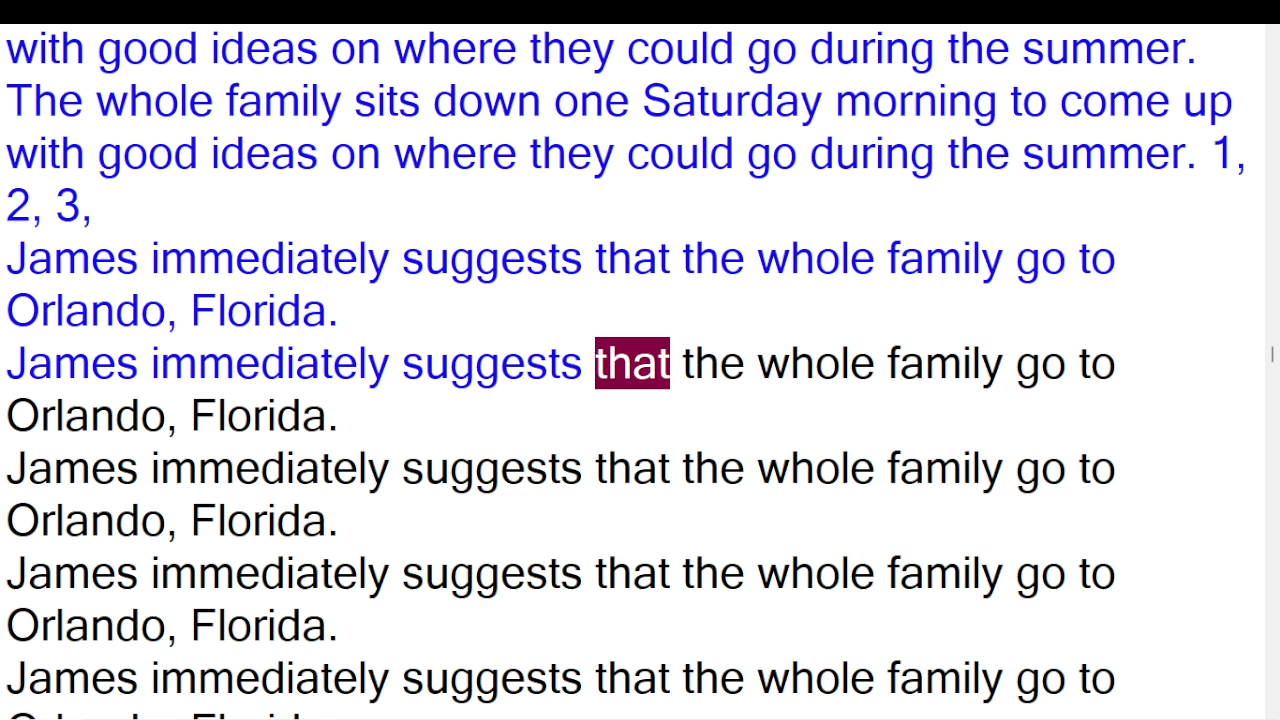 with good ideas on where they could go during the summer.
The whole family sits down one Saturday morning to come up
with good ideas on where they could go during the summer. 1,
2, 3,
James immediately suggests that the whole family go to
Orlando, Florida.
James immediately suggests that the whole family go to
Orlando, Florida.
James immediately suggests that the whole family go to
Orlando, Florida.
James immediately suggests that the whole family go to
Orlando, Florida.
James immediately suggests that the whole family go to